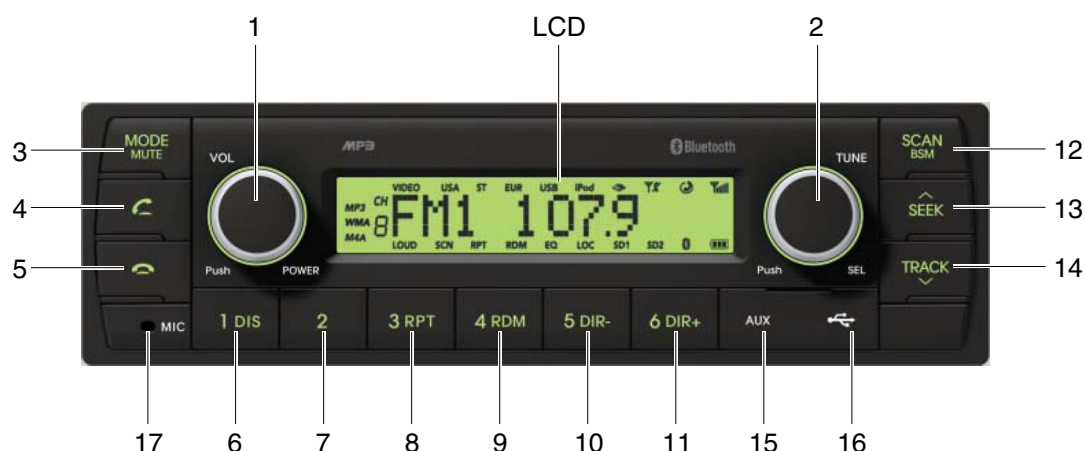 1 LCD 2
3 MODE MUTE VOL MP3 Bluetooth TUNE SCAN BSM 12
VIDEO USA ST EUR USB iPod
4 MP3 CH FM1 107.9 SEEK 13
WMA 8
M4A LOUD SCN RPT RDM EQ LOC SD1 SD2
5 Push POWER Push SEL TRACK 14
MIC 1 DIS 2 3 RPT 4 RDM 5 DIR- 6 DIR+ AUX
17 6 7 8 9 10 11 15 16